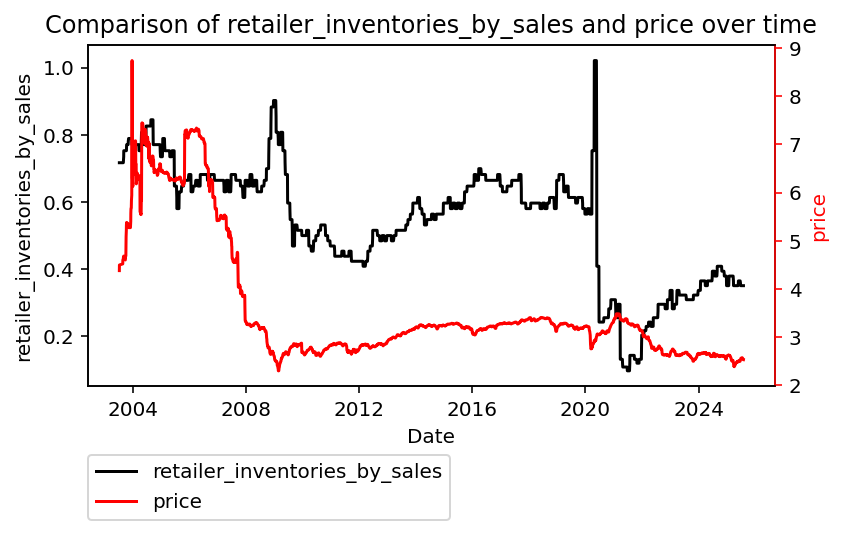 Comparison of retailer_inventories_by_sales and price over time
retailer_inventories_by_sales
1.0
0.8
0.6
0.4
0.2
9
8
7
6
5
4
3
2
price
2004 2008 2012 2016 2020 2024
Date
retailer_inventories_by_sales
price